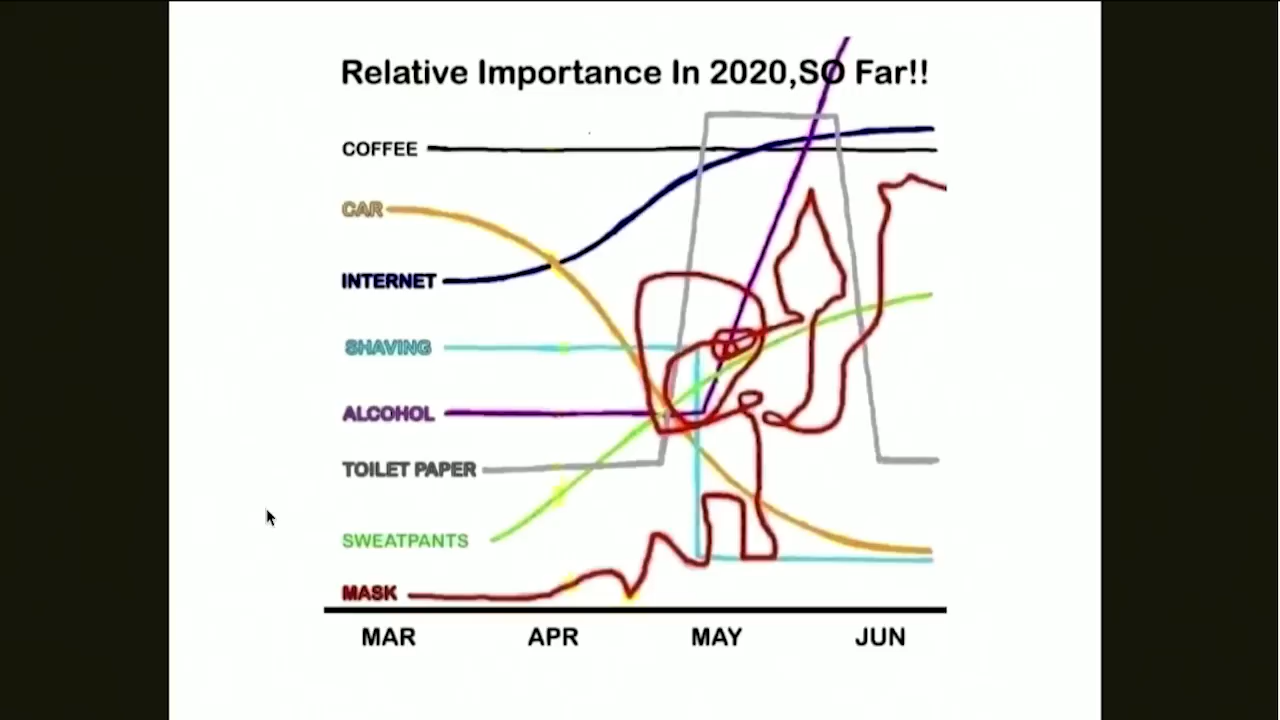 Relative Importance In 2020,SO Far!!
COFFEE
CAR
INTERNET
SHAVING
ALCOHOL
TOILET PAPER
SWEATPANTS
MASK
MAR APR MAY JUN